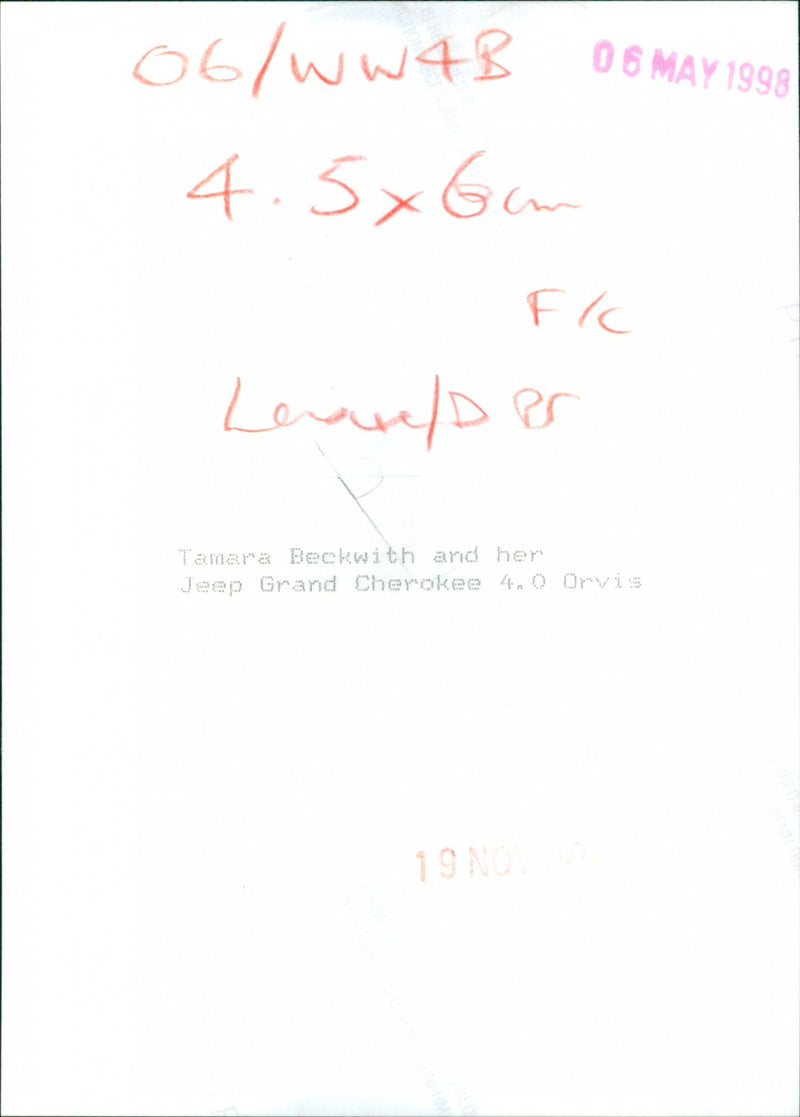 06/WW4B
06 MAY 1998
4.5x6cm
F/C
/D PS
Tamara Beckwith and her
Jeep Grand Cherokee 4.0 Orvis
19 NOV